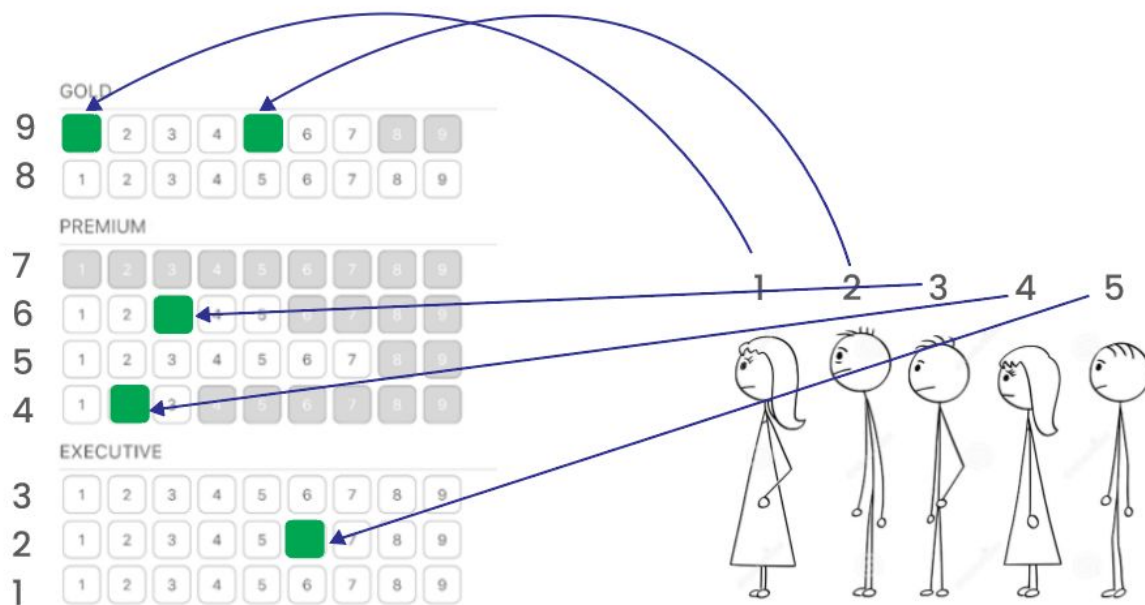 GOLD
9 2 3 4 6 7 8 9
8 1 2 3 4 5 6 7 8 9
PREMIUM
7 1 2 3 4 5 6 7 8 9
6 1 2 4 5 6 7 8 9
5 1 2 3 4 5 6 7 8 9
4 1 3 4 5 6 7 8 9
EXECUTIVE
3 1 2 3 4 5 6 7 8 9
2 1 2 3 4 5 7 8 9
1 1 2 3 4 5 6 7 8 9
1 2 3 4 5